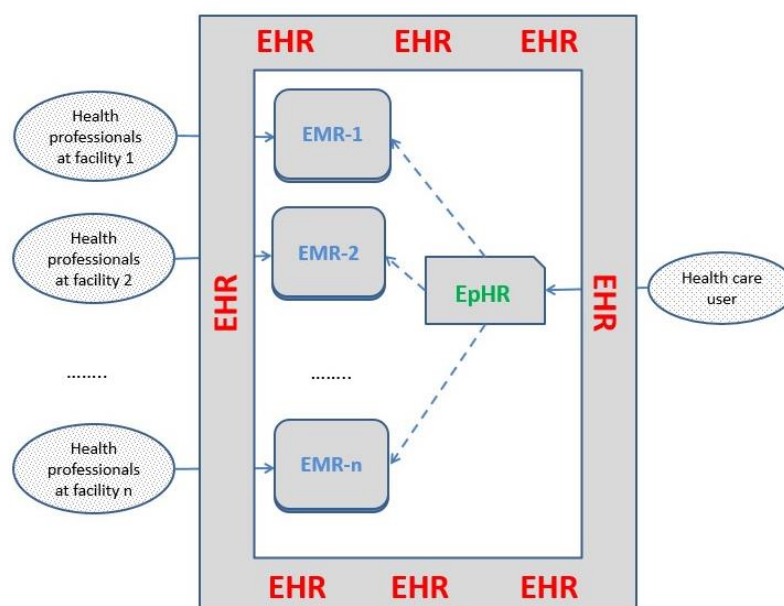 EHR EHR EHR
Health
professionals
at facility 1
EMR-1
Health
professionals
at facility 2
EMR-2
EHR
EpHR
EHR
Health care
user
........
........
Health
professionals
at facility n
EMR-n
EHR EHR EHR